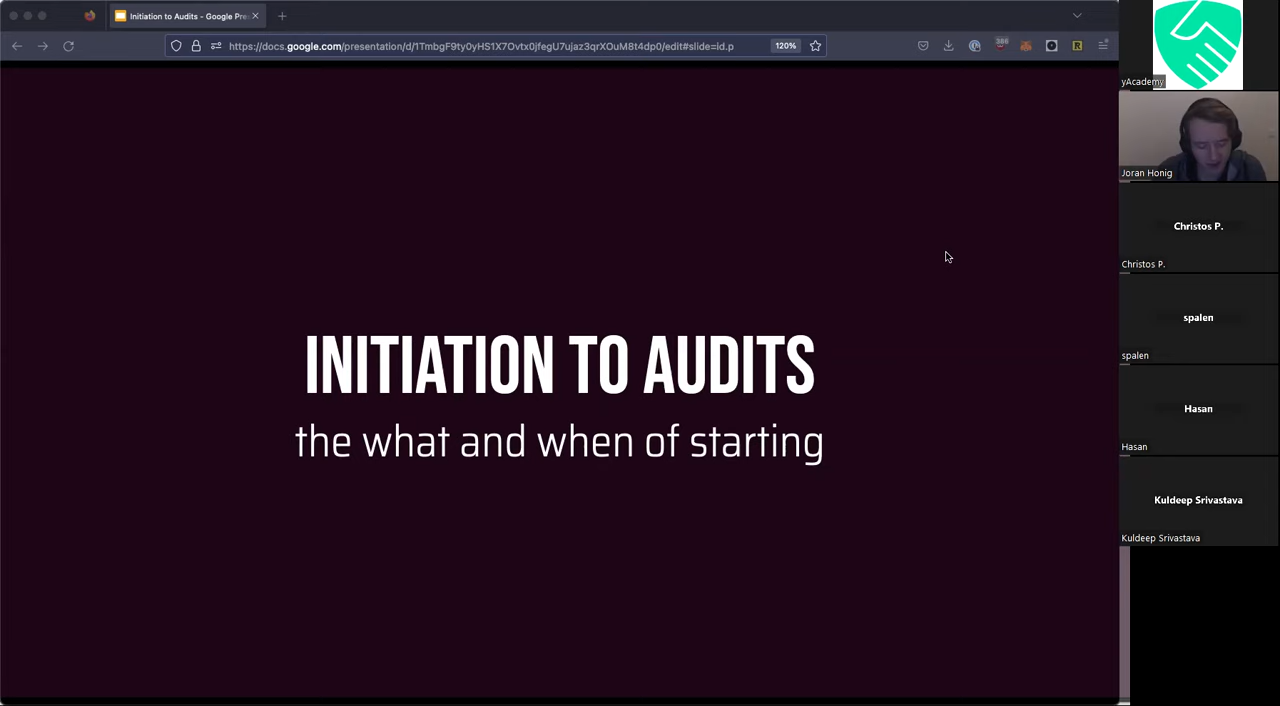 Initiation to Audits - Google Pre
https://docs.google.com/presentation/d/1TmbgF9ty0yHS1X7Ovtx0jfegU7ujaz3qrXOuM8t4dp0/edit#slide=id.p
120%
386
INITIATION TO AUDITS
the what and when of starting
yAcademy
Joran Honig
Christos P.
Christos P.
spalen
spalen
Hasan
Hasan
Kuldeep Srivastava
Kuldeep Srivastava